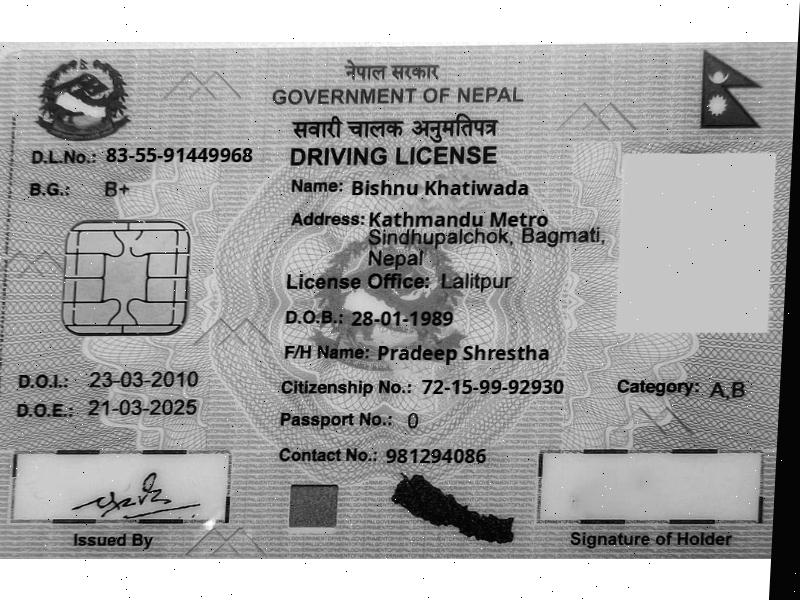 नेपाल सरकार
GOVERNMENT OF NEPAL
सवारी चालक अनुमतिपत्र
DRIVING LICENSE
D.L.No.: 83-55-91449968
B.G.: B+
Name: Bishnu Khatiwada
Address: Kathmandu Metro
Sindhupalchok, Bagmati,
Nepal
License Office: Lalitpur
D.O.B.: 28-01-1989
F/H Name: Pradeep Shrestha
D.O.I.: 23-03-2010
Citizenship No.: 72-15-99-92930
Category: A,B
D.O.E.: 21-03-2025
Passport No.: 0
Contact No.: 981294086
Issued By
Signature of Holder